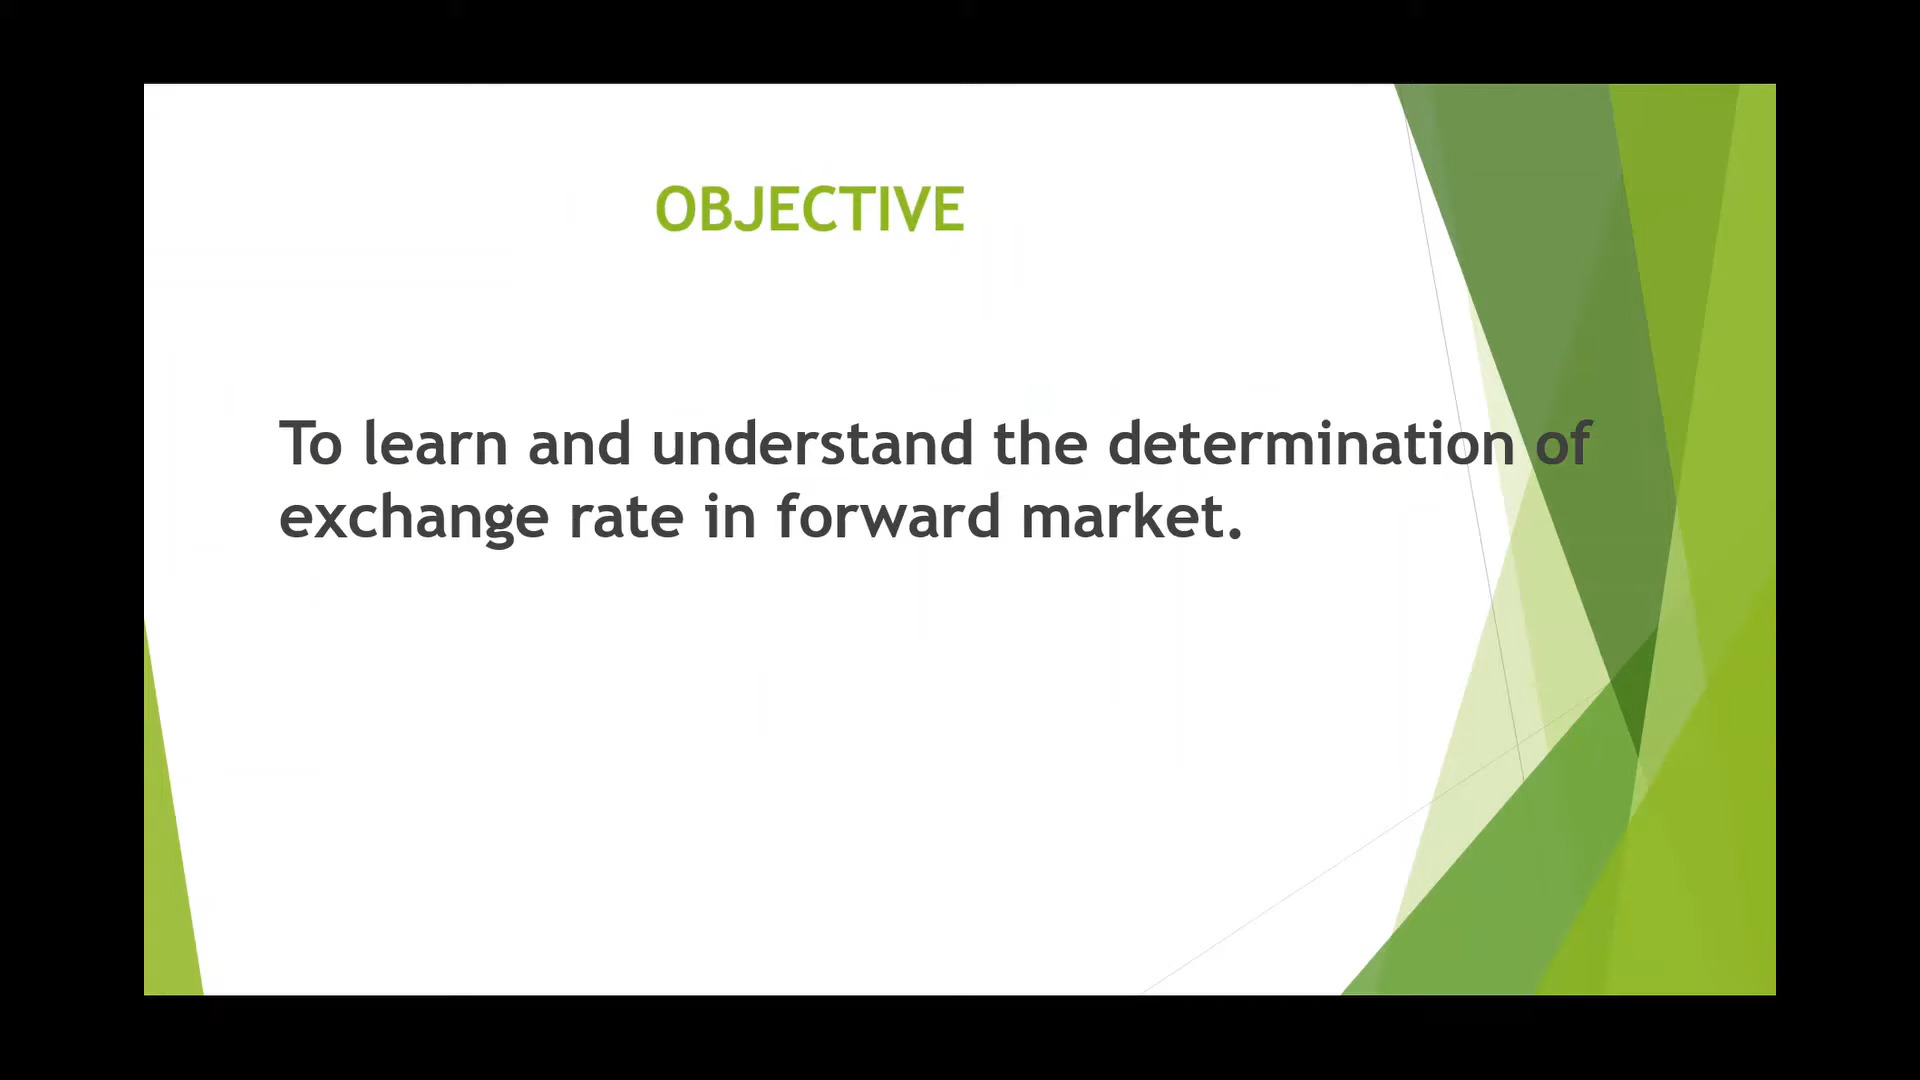 OBJECTIVE
To learn and understand the determination of
exchange rate in forward market.